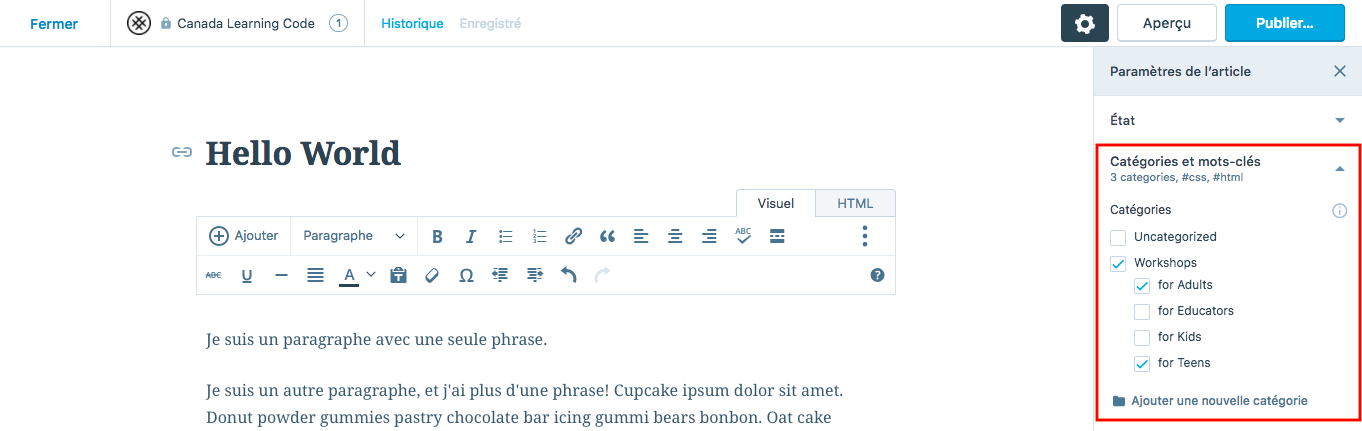 Fermer
Canada Learning Code 1
Historique Enregistré
Aperçu
Publier...
Paramètres de l'article
État
Catégories et mots-clés
3 categories, #css, #html
Catégories
Uncategorized
Workshops
for Adults
for Educators
for Kids
for Teens
Ajouter une nouvelle catégorie
Hello World
Visuel HTML
Ajouter Paragraphe B I ABC
ABC U A T Ω ?
Je suis un paragraphe avec une seule phrase.
Je suis un autre paragraphe, et j'ai plus d'une phrase! Cupcake ipsum dolor sit amet.
Donut powder gummies pastry chocolate bar icing gummi bears bonbon. Oat cake